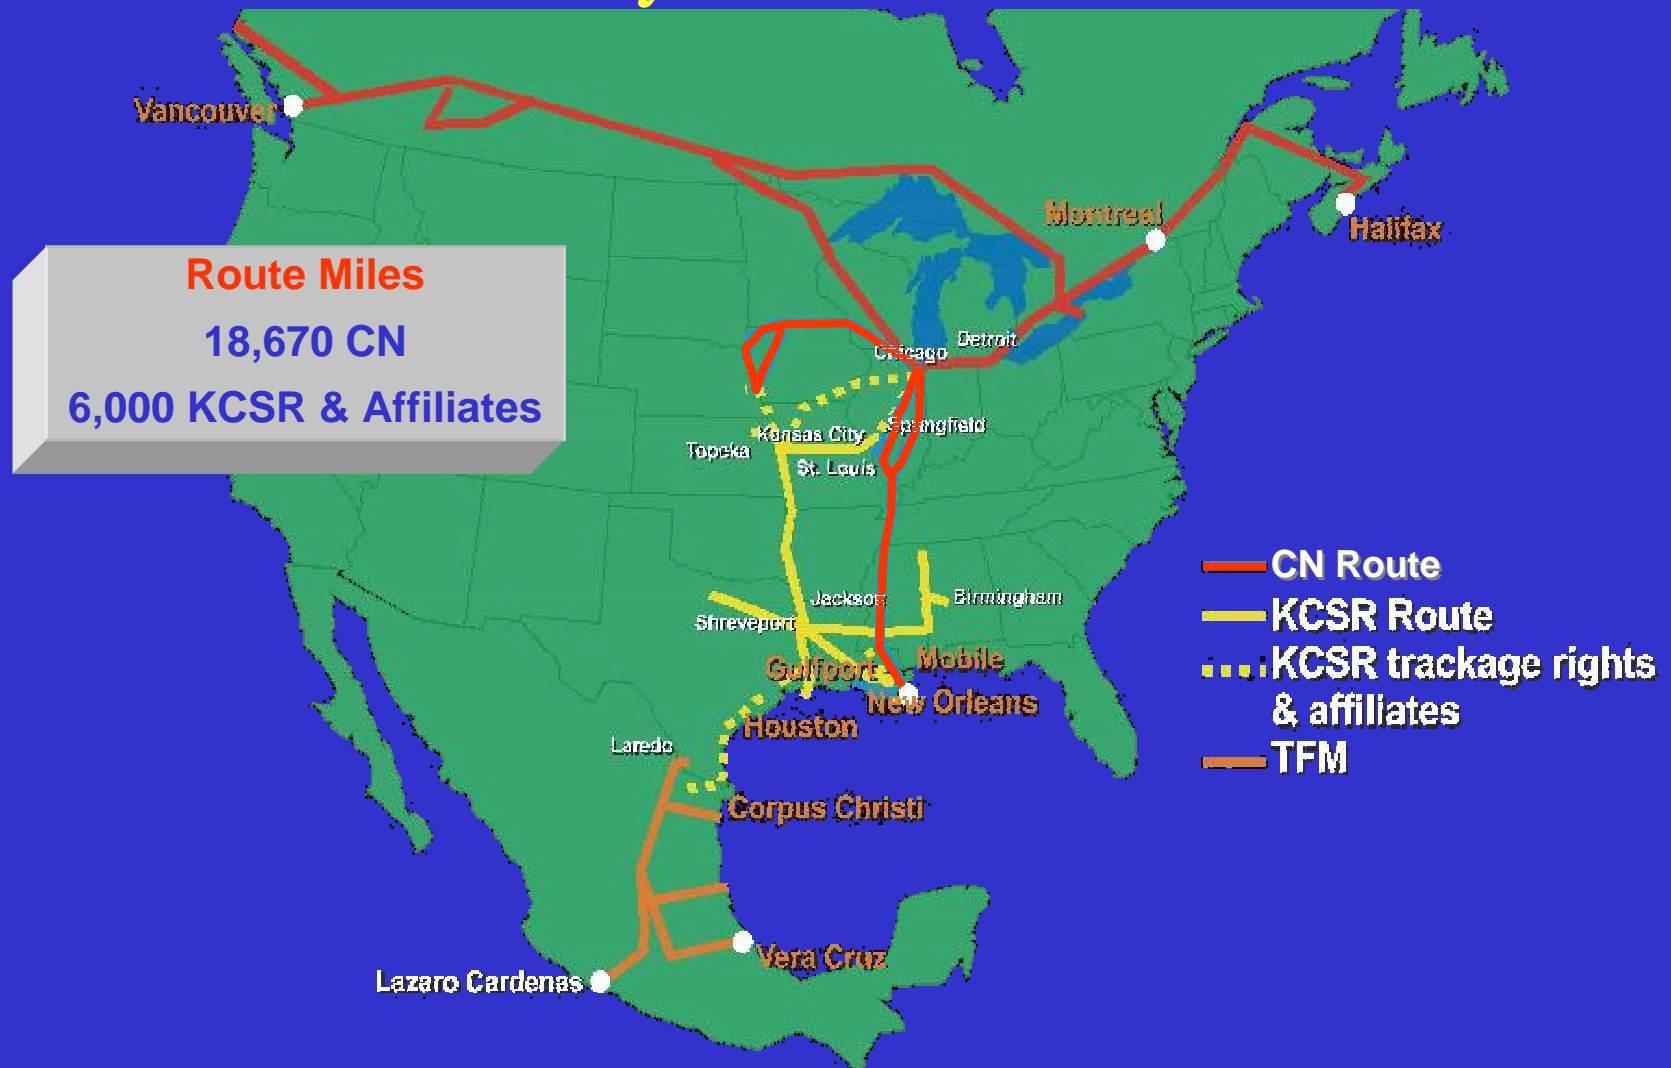 Vancouver
Montreal
Halifax
Route Miles
18,670 CN
6,000 KCSR & Affiliates
Detroit
Chicago
Springfield
Kansas City
Topeka
St. Louis
CN Route
KCSR Route
KCSR trackage rights
& affiliates
TFM
Jackson
Birmingham
Shreveport
Gulfport
Mobile
New Orleans
Houston
Laredo
Corpus Christi
Vera Cruz
Lazaro Cardenas